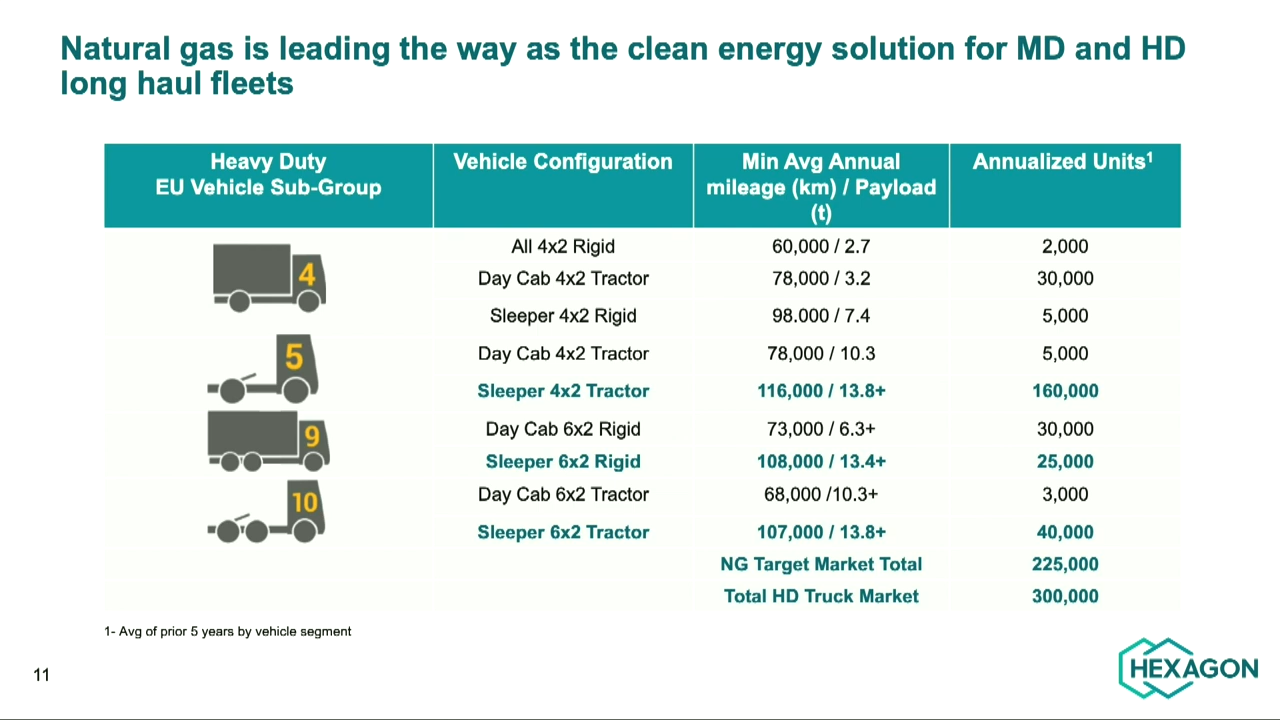 Natural gas is leading the way as the clean energy solution for MD and HD
long haul fleets
Heavy Duty
EU Vehicle Sub-Group
Vehicle Configuration
Min Avg Annual
mileage (km) / Payload
(t)
Annualized Units¹
4
All 4x2 Rigid 60,000 / 2.7 2,000
Day Cab 4x2 Tractor 78,000 / 3.2 30,000
Sleeper 4x2 Rigid 98.000 / 7.4 5,000
5
Day Cab 4x2 Tractor 78,000 / 10.3 5,000
Sleeper 4x2 Tractor 116,000 / 13.8+ 160,000
9
Day Cab 6x2 Rigid 73,000 / 6.3+ 30,000
Sleeper 6x2 Rigid 108,000 / 13.4+ 25,000
10
Day Cab 6x2 Tractor 68,000 /10.3+ 3,000
Sleeper 6x2 Tractor 107,000 / 13.8+ 40,000
NG Target Market Total 225,000
Total HD Truck Market 300,000
1- Avg of prior 5 years by vehicle segment
11
HEXAGON